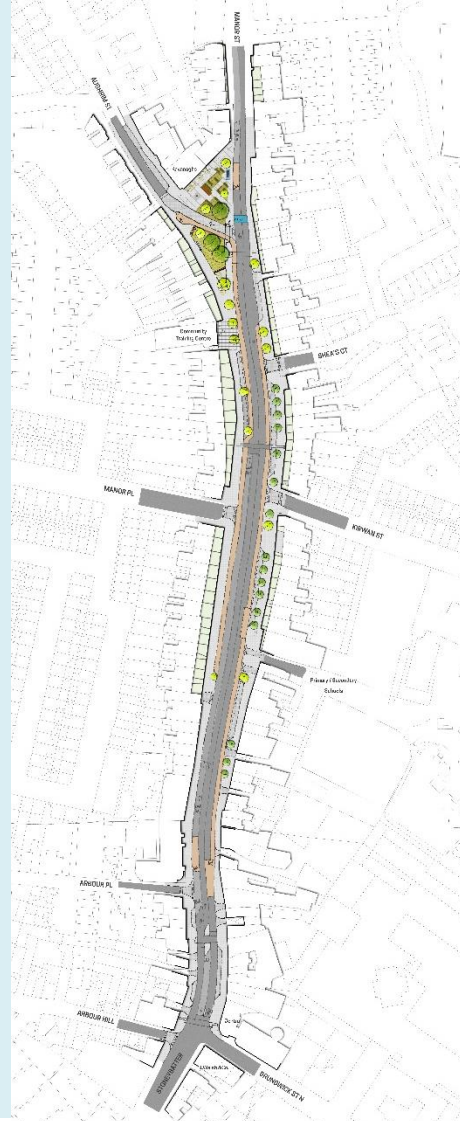 MANOR ST
AUGHRIM ST
Community
Training Centre
SHEA'S CT
MANOR PL
KIRWAN ST
Primary / Secondary
Schools
ARBOUR PL
ARBOUR HILL
STONEYBATTER
BRUNSWICK ST N